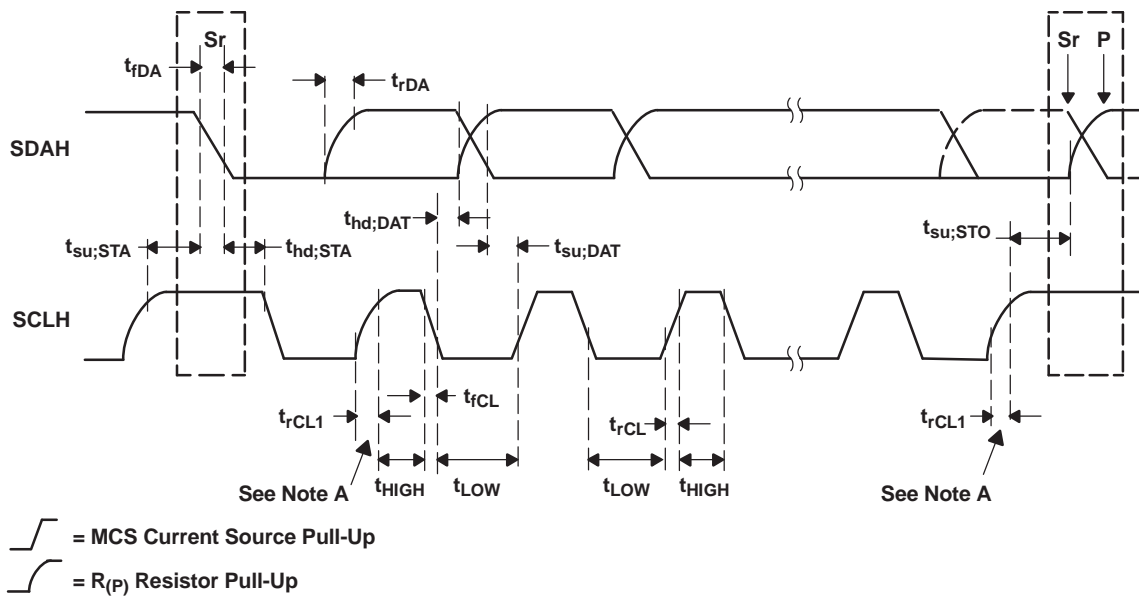 Sr
Sr P
tfDA
trDA
SDAH
thd;DAT
tsu;STO
tsu;STA
thd;STA
tsu;DAT
SCLH
tfCL
trCL1
trCL
trCL1
tHIGH
tLOW
tLOW
tHIGH
See Note A
See Note A
= MCS Current Source Pull-Up
= R(P) Resistor Pull-Up